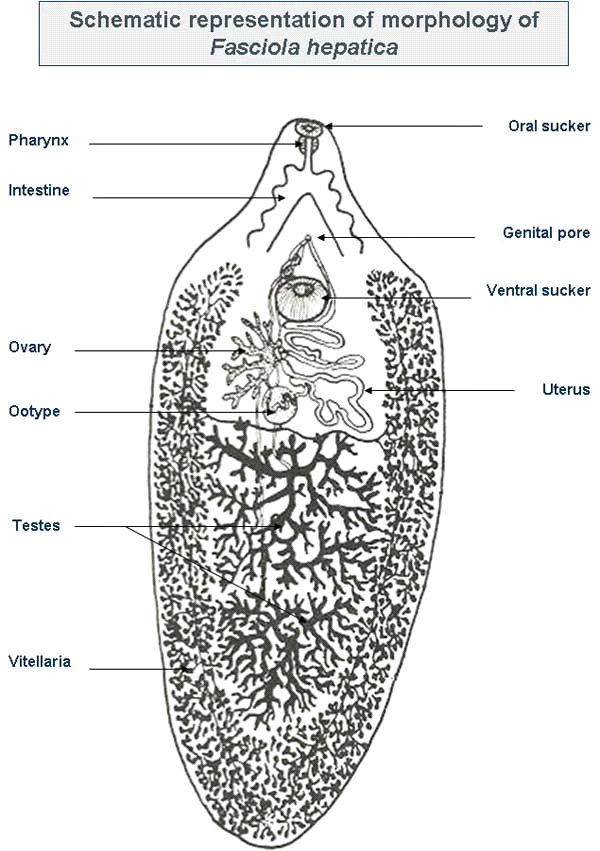 Schematic representation of morphology of
Fasciola hepatica
Oral sucker
Pharynx
Intestine
Genital pore
Ventral sucker
Ovary
Uterus
Ootype
Testes
Vitellaria